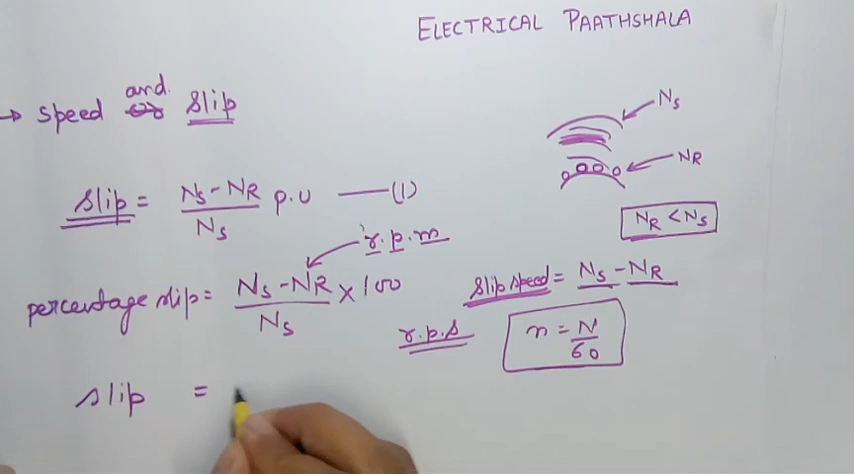 ELECTRICAL PAATHSHALA
→ speed and slip
Ns
NR
slip = Ns - NR / Ns p.u —(1)
NR < Ns
r.p.m
percentage slip = Ns - NR / Ns × 100
slip speed = Ns - NR
r.p.s
n = N / 60
slip =